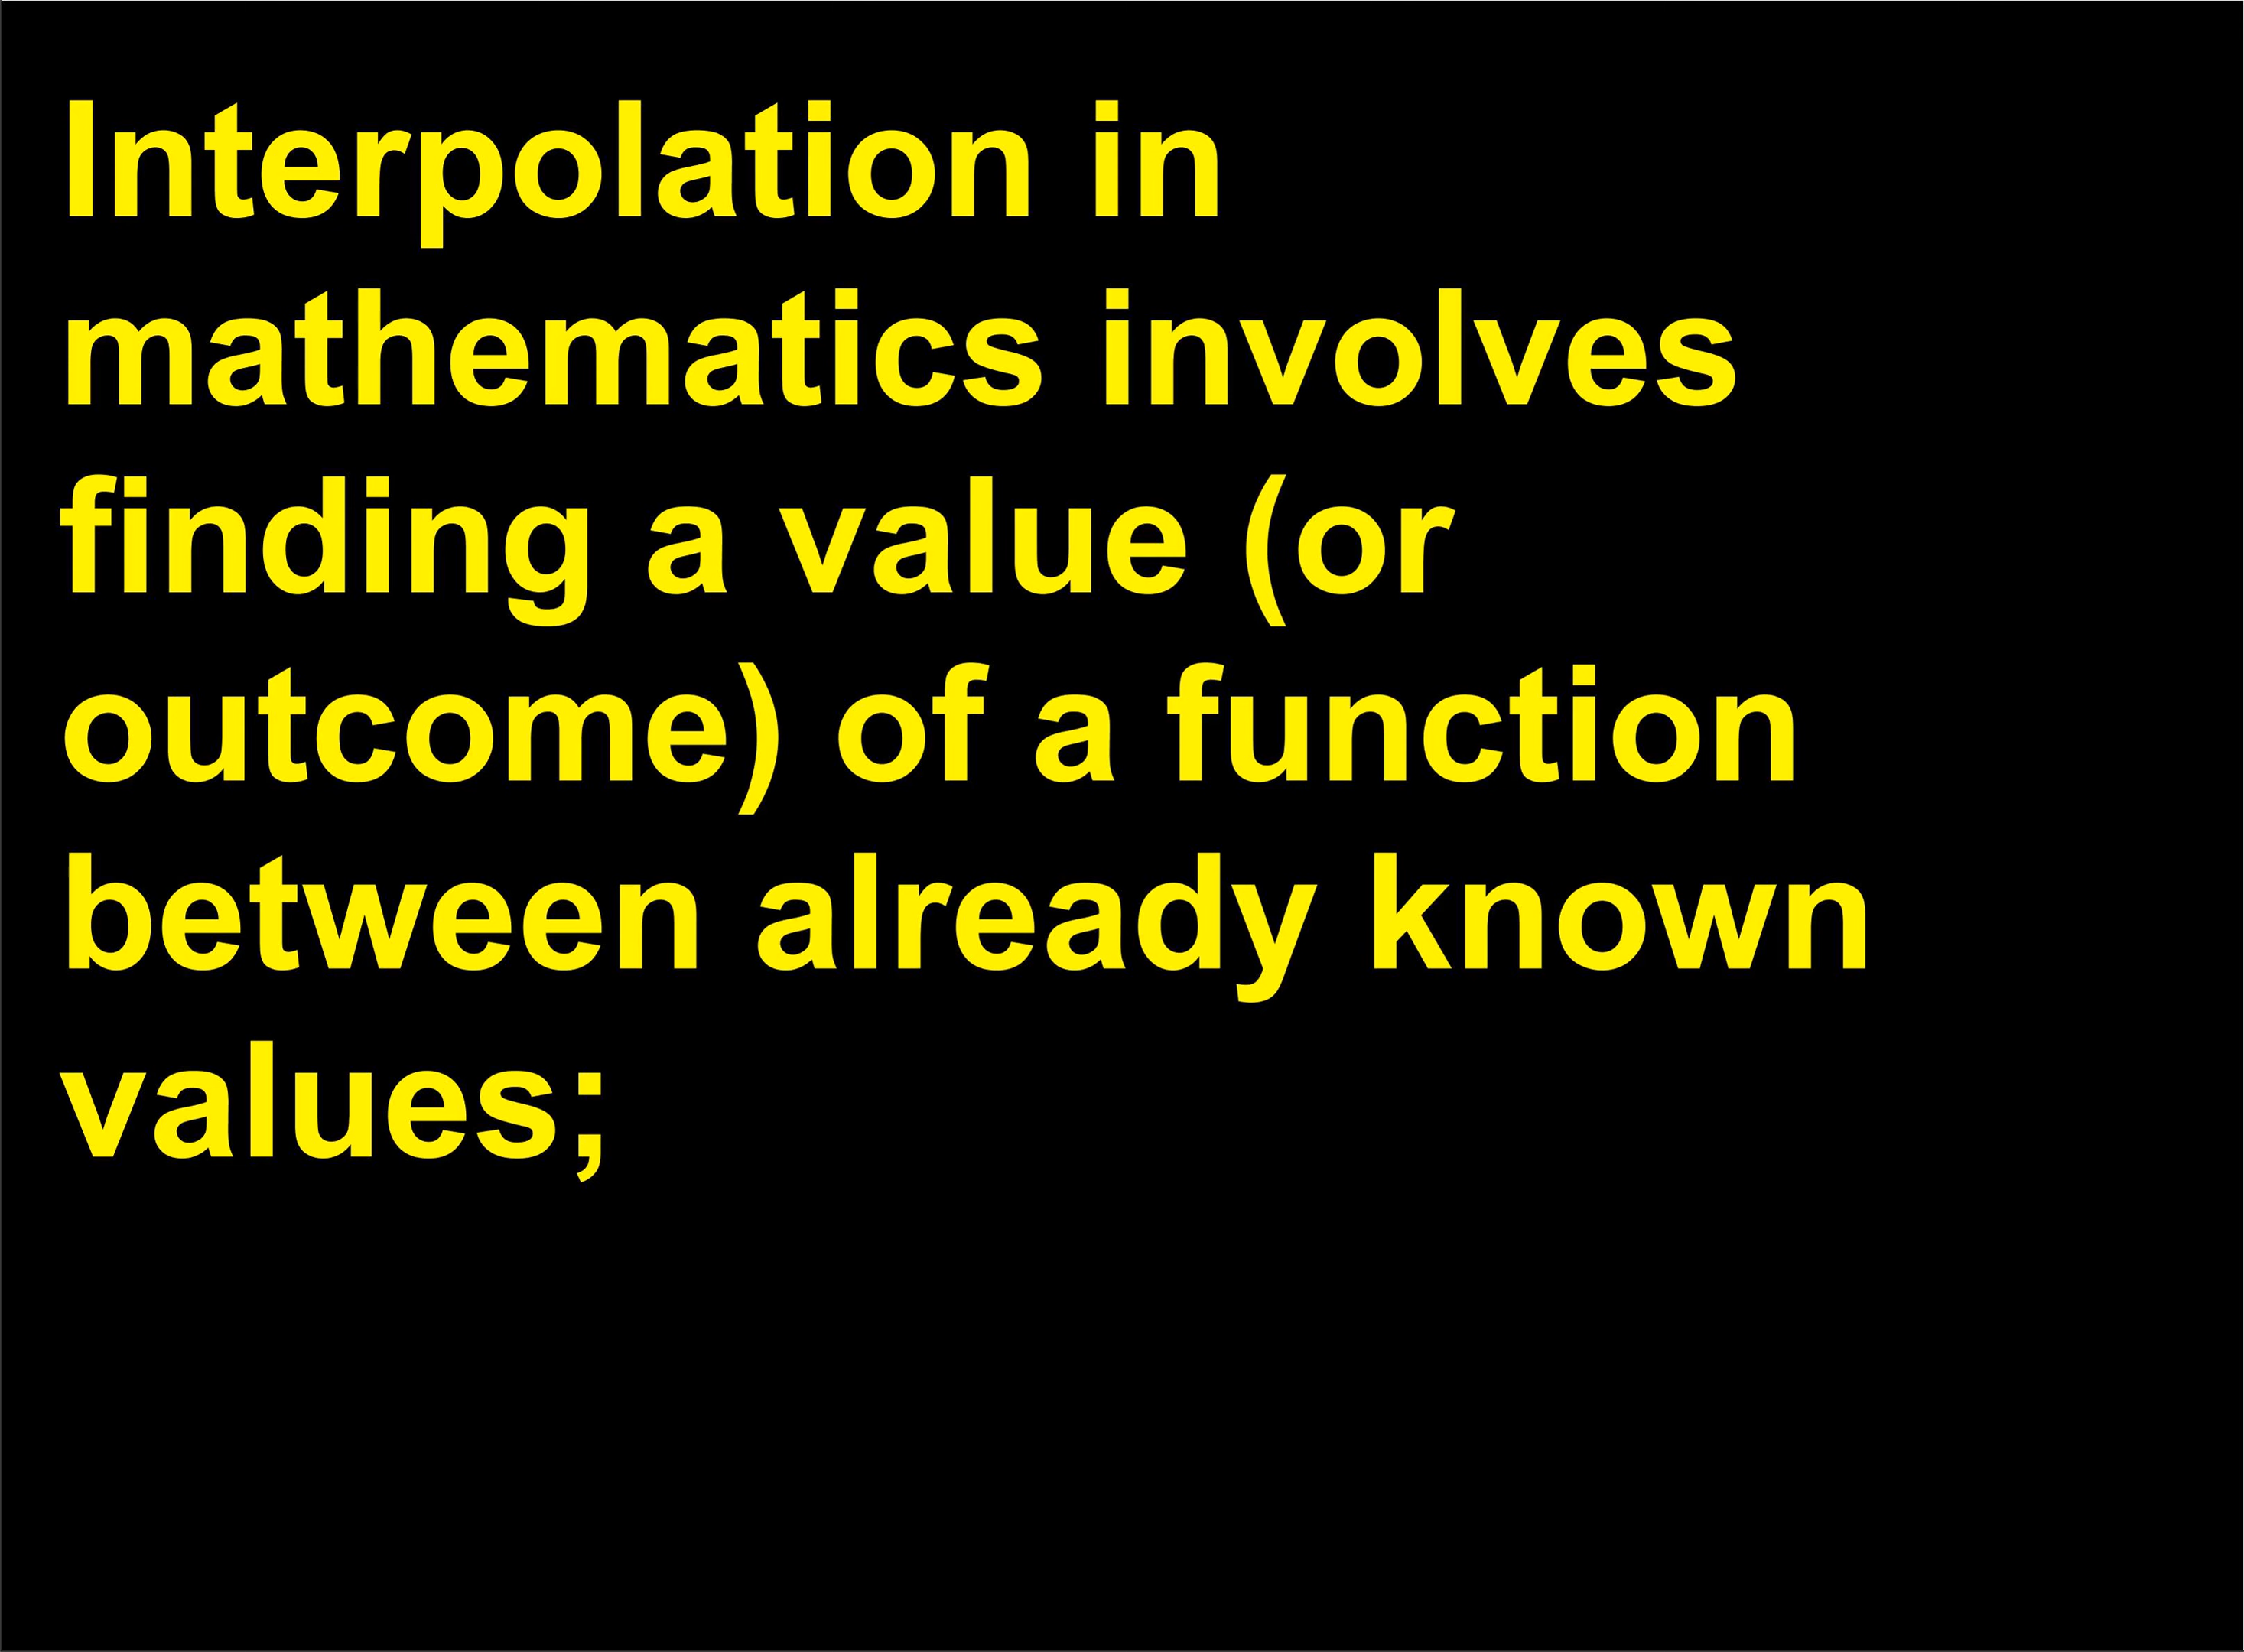 Interpolation in
mathematics involves
finding a value (or
outcome) of a function
between already known
values;